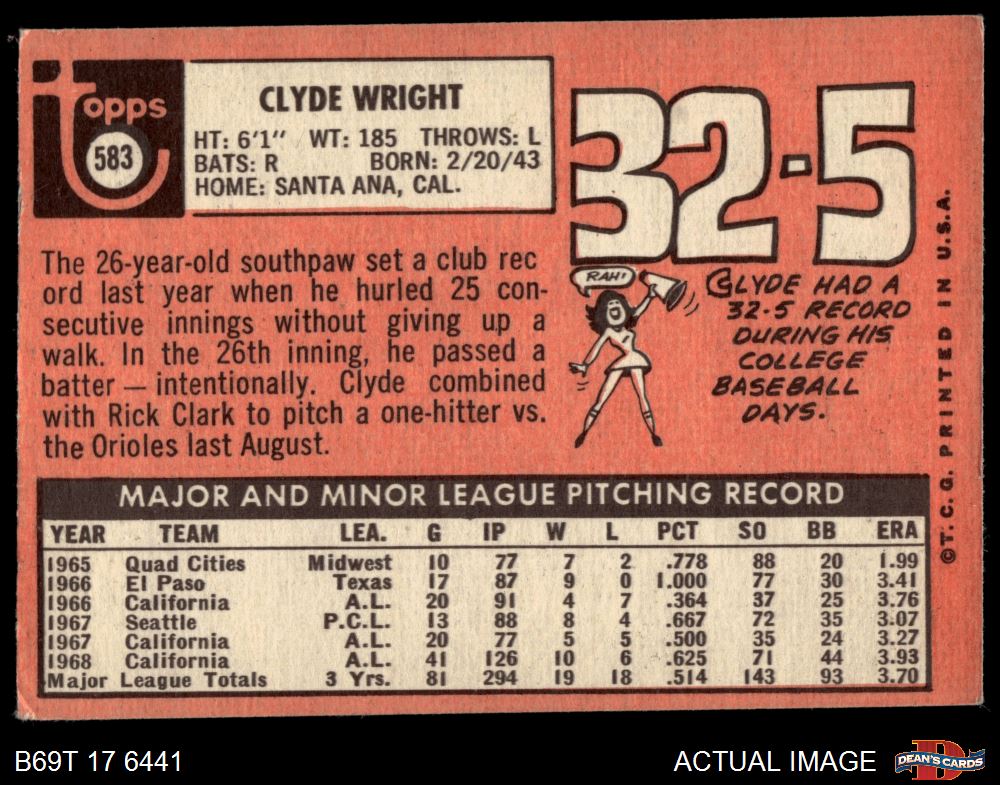 topps
583
CLYDE WRIGHT
HT: 6'1" WT: 185 THROWS: L
BATS: R BORN: 2/20/43
HOME: SANTA ANA, CAL.
32-5
RAH!
CLYDE HAD A
32-5 RECORD
DURING HIS
COLLEGE
BASEBALL
DAYS.
The 26-year-old southpaw set a club rec
ord last year when he hurled 25 con-
secutive innings without giving up a
walk. In the 26th inning, he passed a
batter — intentionally. Clyde combined
with Rick Clark to pitch a one-hitter vs.
the Orioles last August.
MAJOR AND MINOR LEAGUE PITCHING RECORD
YEAR TEAM LEA. G IP W L PCT SO BB ERA
1965 Quad Cities Midwest 10 77 7 2 .778 88 20 1.99
1966 El Paso Texas 17 87 9 0 1.000 77 30 3.41
1966 California A.L. 20 91 4 7 .364 37 25 3.76
1967 Seattle P.C.L. 13 88 8 4 .667 72 35 3.07
1967 California A.L. 20 77 5 5 .500 35 24 3.27
1968 California A.L. 41 126 10 6 .625 71 44 3.93
Major League Totals 3 Yrs. 81 294 19 18 .514 143 93 3.70
©T.C.G. PRINTED IN U.S.A.
B69T 17 6441
ACTUAL IMAGE
DEAN'S CARDS